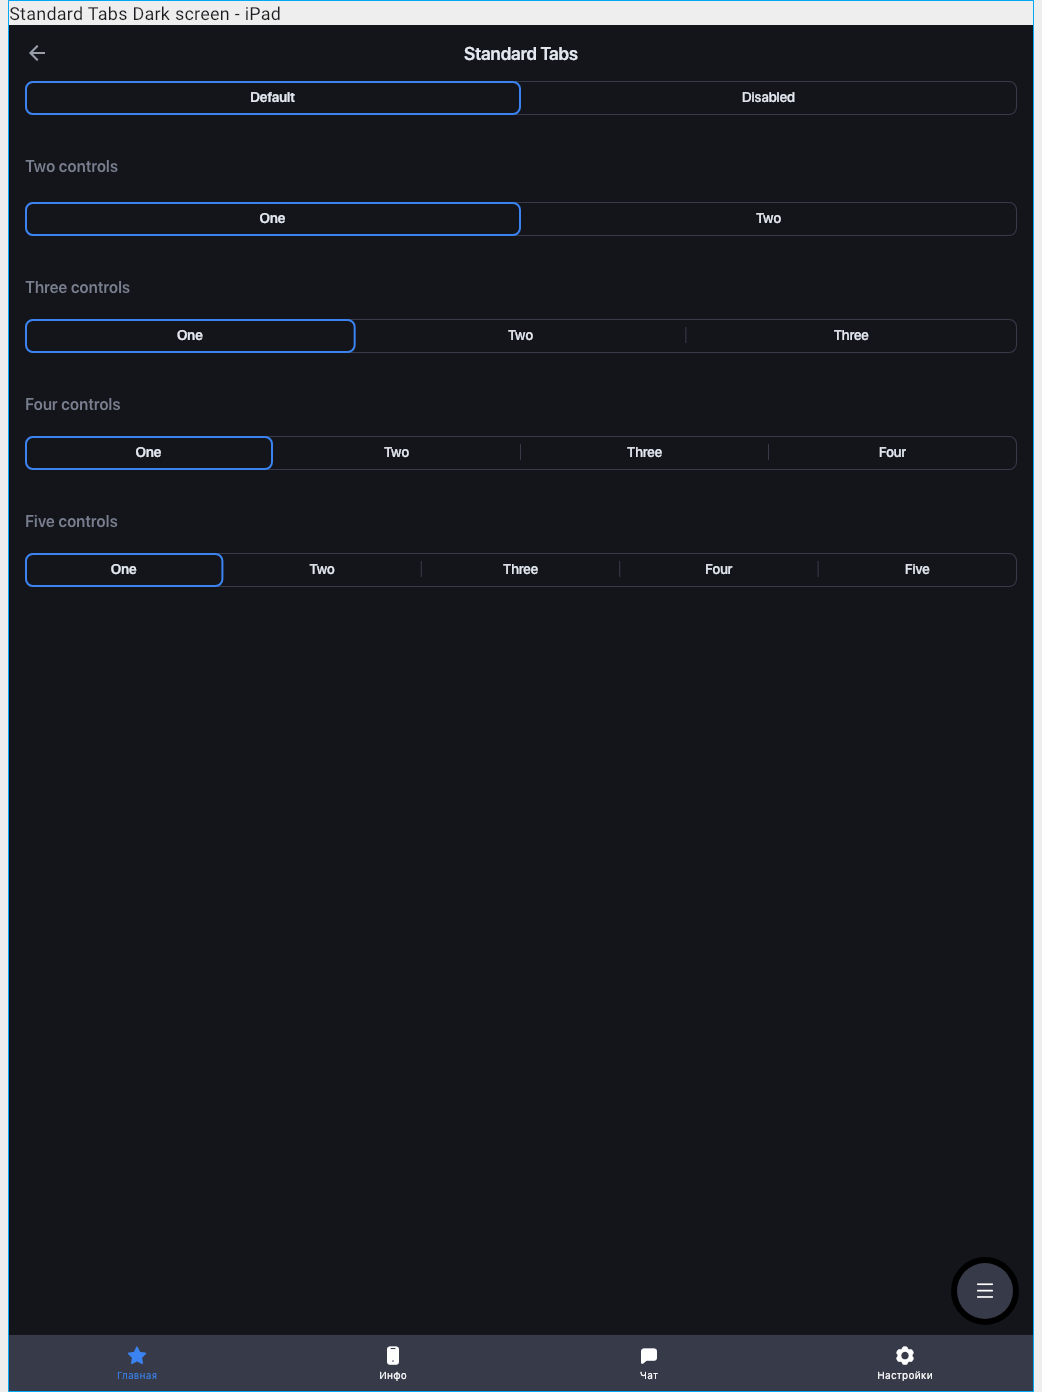 Standard Tabs Dark screen - iPad
Standard Tabs
Default Disabled
Two controls
One Two
Three controls
One Two Three
Four controls
One Two Three Four
Five controls
One Two Three Four Five
Главная Инфо Чат Настройки